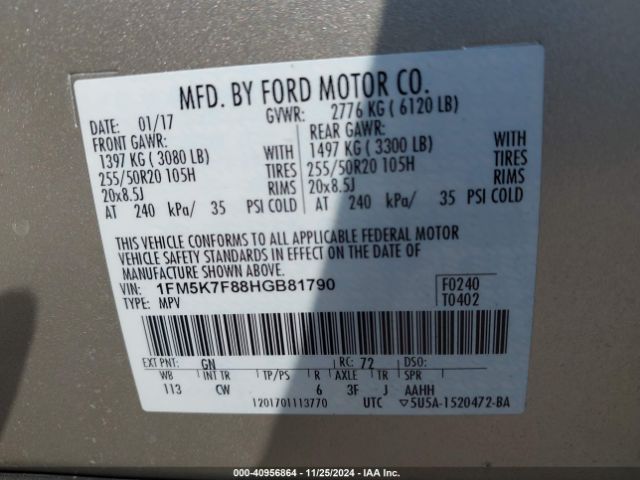 MFD. BY FORD MOTOR CO.
DATE: 01/17 GVWR: 2776 KG ( 6120 LB)
FRONT GAWR: REAR GAWR:
1397 KG ( 3080 LB) WITH 1497 KG ( 3300 LB) WITH
255/50R20 105H TIRES 255/50R20 105H TIRES
20x8.5J RIMS 20x8.5J RIMS
AT 240 kPa/ 35 PSI COLD AT 240 kPa/ 35 PSI COLD
THIS VEHICLE CONFORMS TO ALL APPLICABLE FEDERAL MOTOR
VEHICLE SAFETY STANDARDS IN EFFECT ON THE DATE OF
MANUFACTURE SHOWN ABOVE.
VIN: 1FM5K7F88HGB81790 F0240
TYPE: MPV T0402
EXT PNT: GN RC: 72 DSO:
WB INT TR TP/PS R AXLE TR SPR
113 CW 6 3F J AAHH
1201701113770 UTC ▽5U5A-1520472-BA
000-40956864 | 11/25/2024 - IAA Inc.